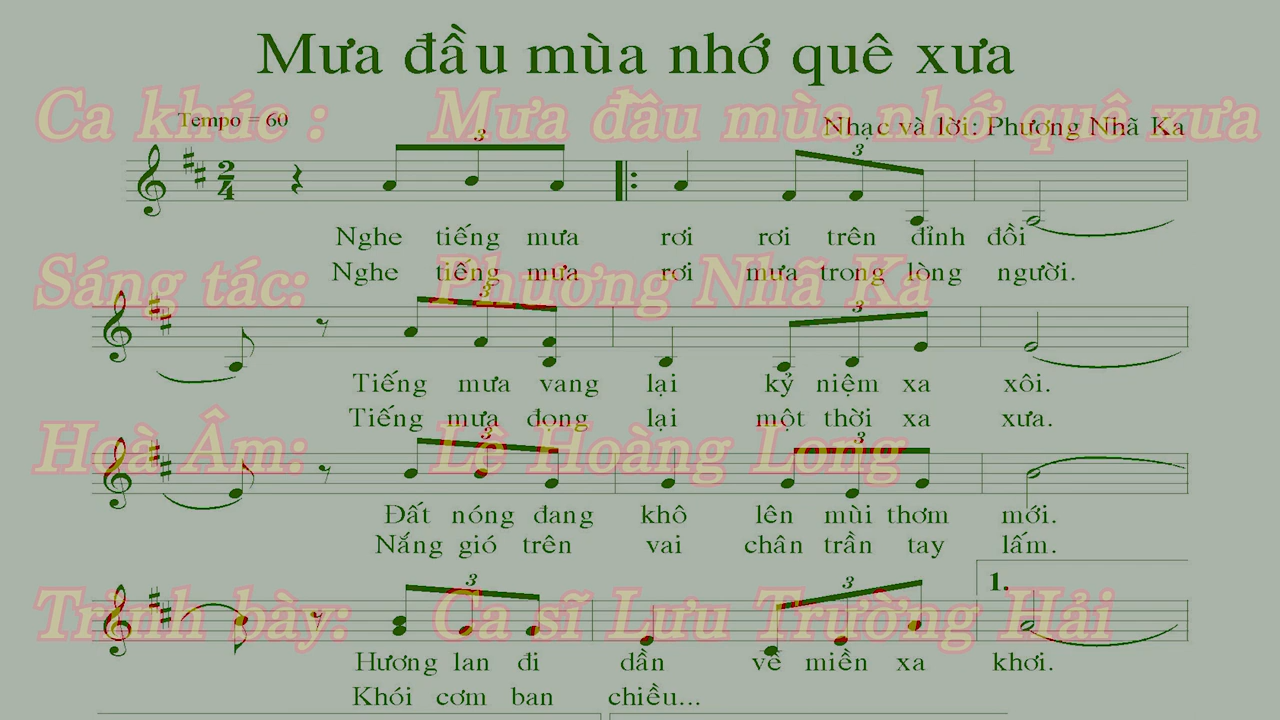 Mưa đầu mùa nhớ quê xưa
Ca khúc : Mưa đầu mùa nhớ quê xưa
Tempo = 60
Nhạc và lời: Phương Nhã Ka
3 3
2 4
Nghe tiếng mưa rơi rơi trên đỉnh đồi
Nghe tiếng mưa rơi mưa trong lòng người.
Sáng tác: Phương Nhã Ka
3 3
Tiếng mưa vang lại kỷ niệm xa xôi.
Tiếng mưa đọng lại một thời xa xưa.
Hoà Âm: Lê Hoàng Long
3 3
Đất nóng đang khô lên mùi thơm mới.
Nắng gió trên vai chân trần tay lấm.
Trình bày: Ca sĩ Lưu Trường Hải
3 3 1.
Hương lan đi dần về miền xa khơi.
Khói cơm ban chiều...